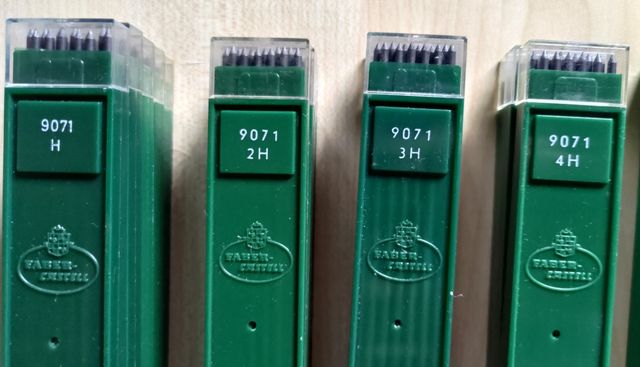 9071
H
FABER-
CASTELL
9071
2H
FABER-
CASTELL
9071
3H
FABER-
CASTELL
9071
4H
FABER-
CASTELL